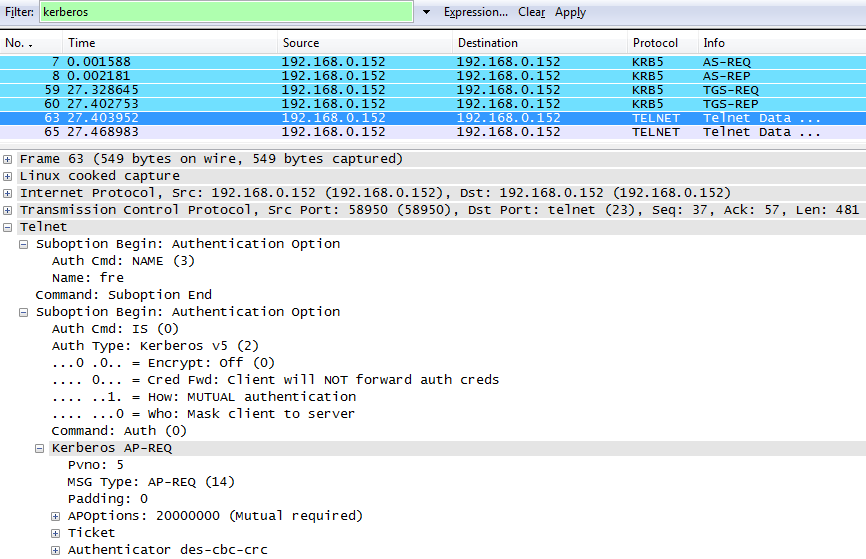 Filter: kerberos Expression... Clear Apply
No. . Time Source Destination Protocol Info
7 0.001588 192.168.0.152 192.168.0.152 KRB5 AS-REQ
8 0.002181 192.168.0.152 192.168.0.152 KRB5 AS-REP
59 27.328645 192.168.0.152 192.168.0.152 KRB5 TGS-REQ
60 27.402753 192.168.0.152 192.168.0.152 KRB5 TGS-REP
63 27.403952 192.168.0.152 192.168.0.152 TELNET Telnet Data ...
65 27.468983 192.168.0.152 192.168.0.152 TELNET Telnet Data ...
Frame 63 (549 bytes on wire, 549 bytes captured)
Linux cooked capture
Internet Protocol, Src: 192.168.0.152 (192.168.0.152), Dst: 192.168.0.152 (192.168.0.152)
Transmission Control Protocol, Src Port: 58950 (58950), Dst Port: telnet (23), Seq: 37, Ack: 57, Len: 481
Telnet
Suboption Begin: Authentication Option
Auth Cmd: NAME (3)
Name: fre
Command: Suboption End
Suboption Begin: Authentication Option
Auth Cmd: IS (0)
Auth Type: Kerberos v5 (2)
...0 .0.. = Encrypt: Off (0)
.... 0... = Cred Fwd: Client will NOT forward auth creds
.... ..1. = How: MUTUAL authentication
.... ...0 = Who: Mask client to server
Command: Auth (0)
Kerberos AP-REQ
Pvno: 5
MSG Type: AP-REQ (14)
Padding: 0
APOptions: 20000000 (Mutual required)
Ticket
Authenticator des-cbc-crc